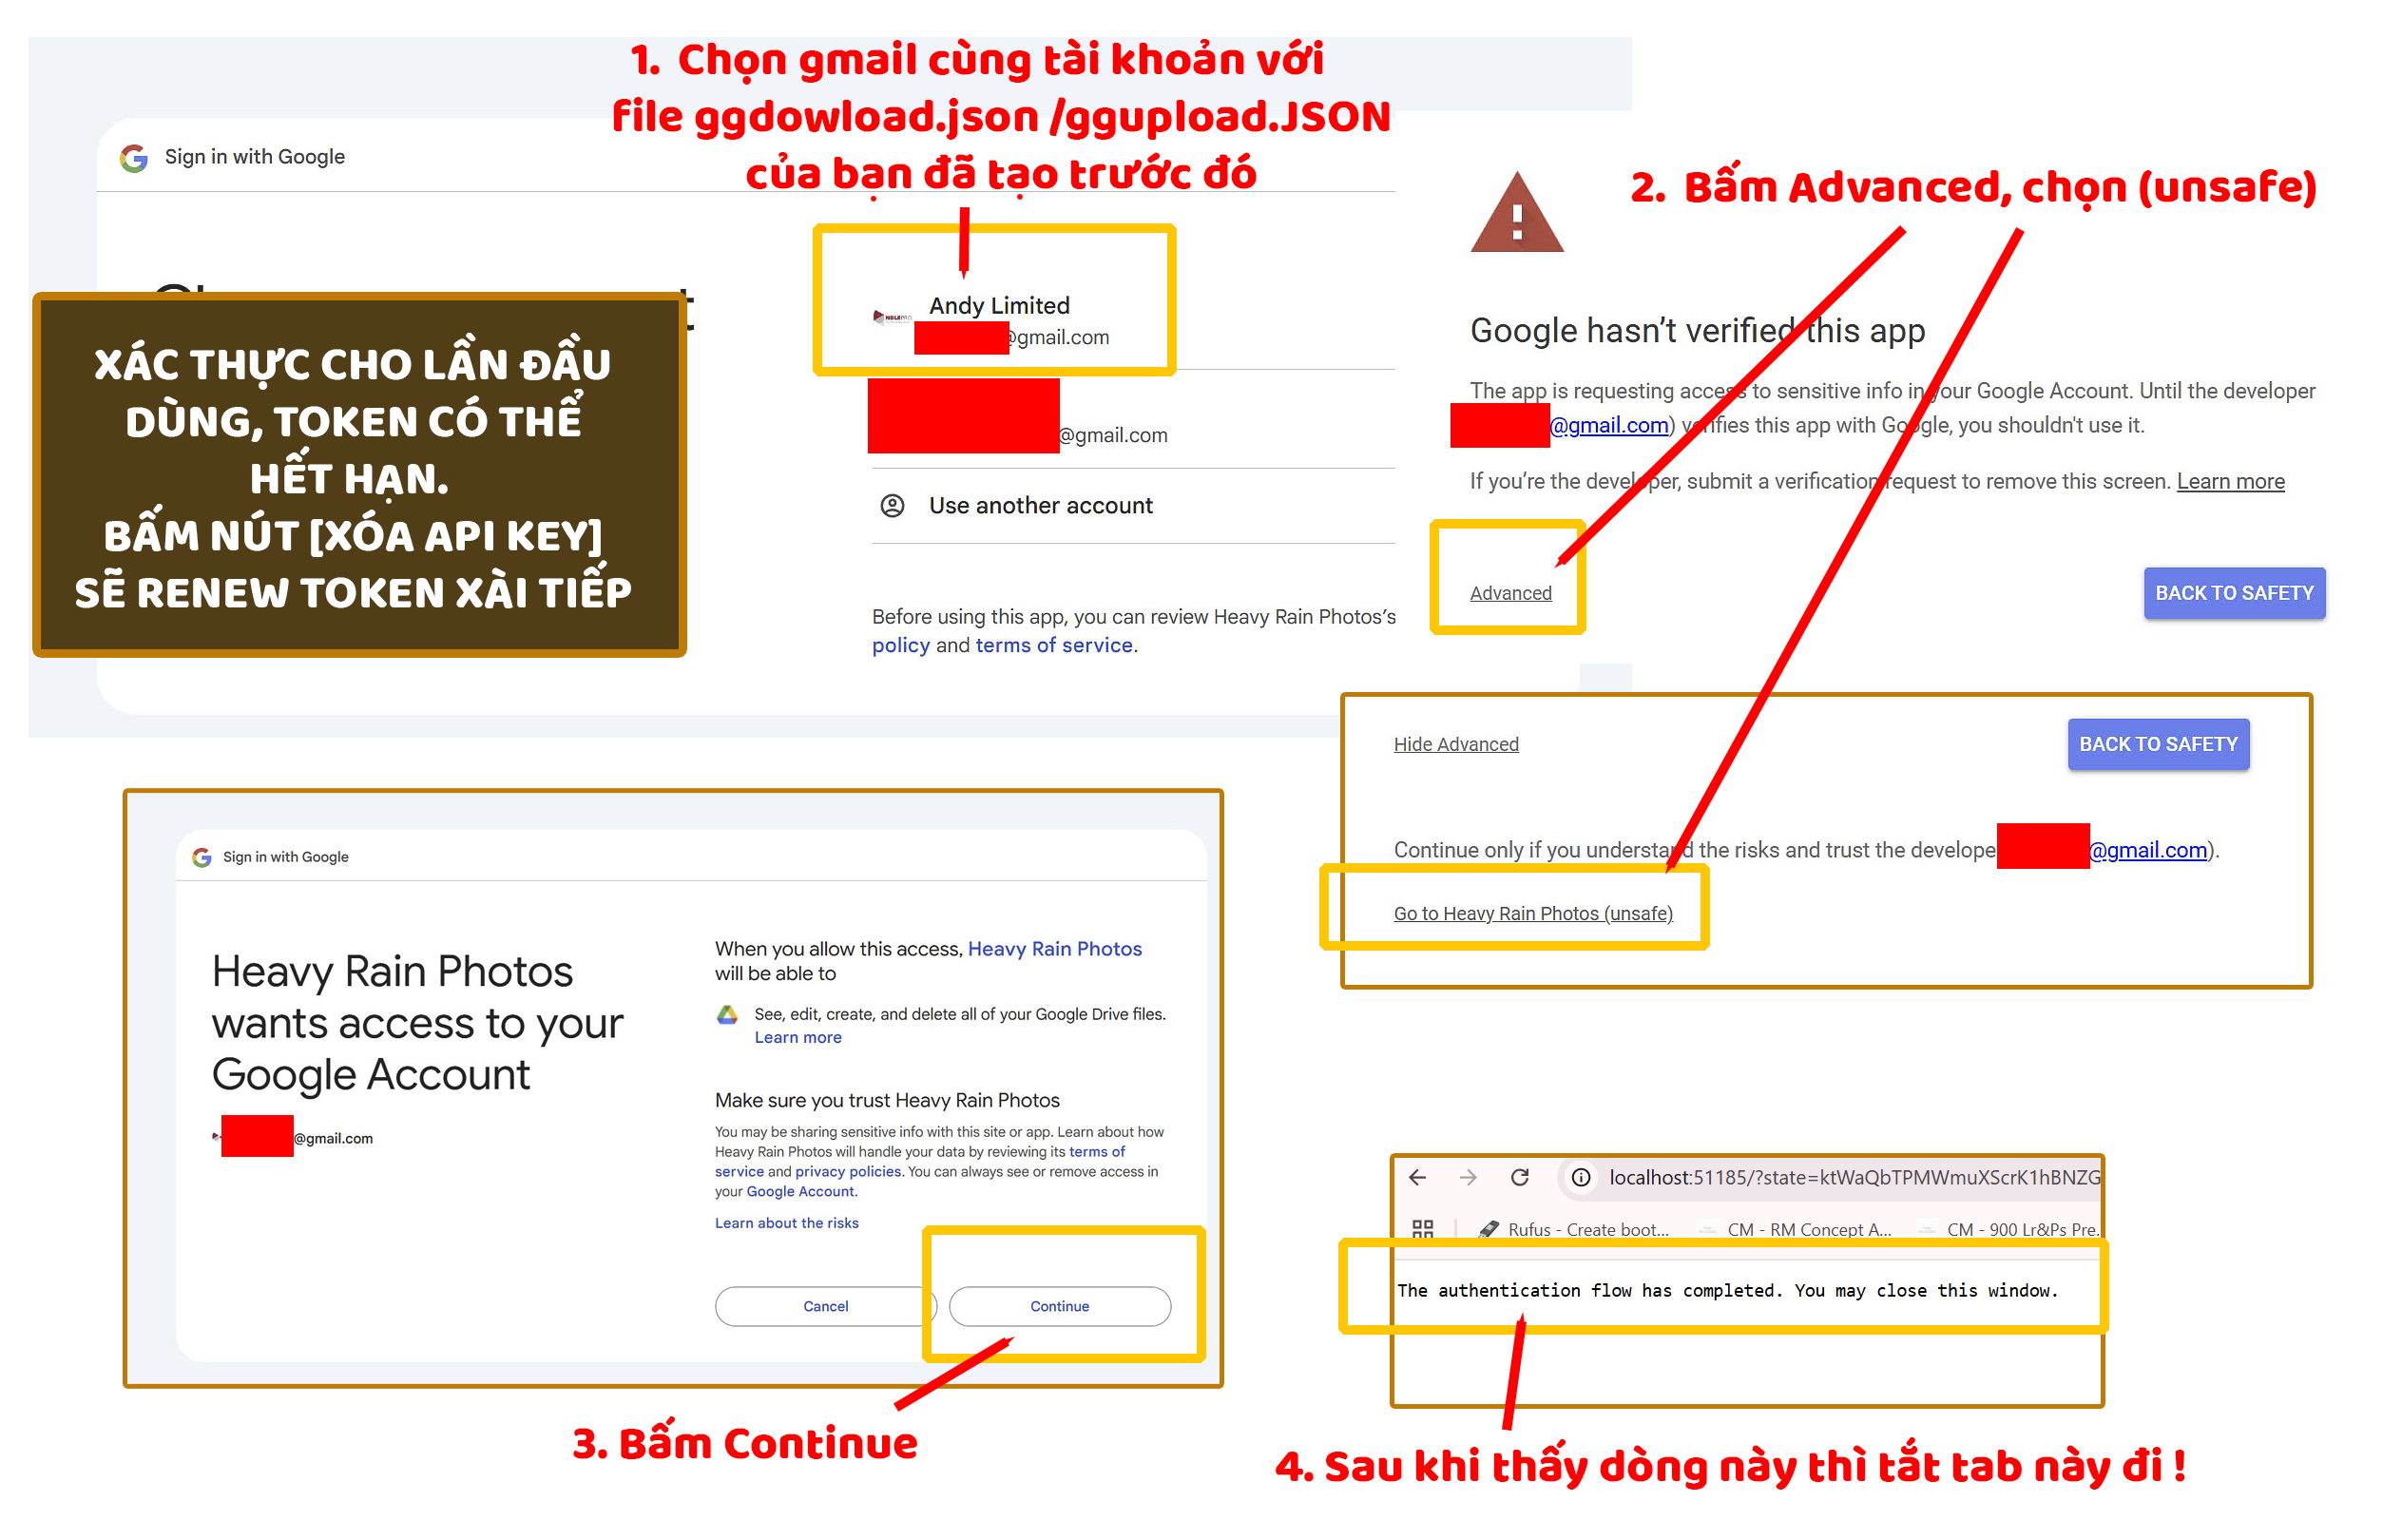 1. Chọn gmail cùng tài khoản với
file ggdowload.json /ggupload.JSON
của bạn đã tạo trước đó
Sign in with Google
XÁC THỰC CHO LẦN ĐẦU
DÙNG, TOKEN CÓ THỂ
HẾT HẠN.
BẤM NÚT [XÓA API KEY]
SẼ RENEW TOKEN XÀI TIẾP
Andy Limited
@gmail.com
@gmail.com
Use another account
Before using this app, you can review Heavy Rain Photos’s
policy and terms of service.
2. Bấm Advanced, chọn (unsafe)
Google hasn’t verified this app
The app is requesting access to sensitive info in your Google Account. Until the developer
@gmail.com) verifies this app with Google, you shouldn't use it.
If you’re the developer, submit a verification request to remove this screen. Learn more
Advanced
BACK TO SAFETY
Hide Advanced
BACK TO SAFETY
Continue only if you understand the risks and trust the develope
@gmail.com).
Go to Heavy Rain Photos (unsafe)
Sign in with Google
Heavy Rain Photos
wants access to your
Google Account
@gmail.com
When you allow this access, Heavy Rain Photos
will be able to
See, edit, create, and delete all of your Google Drive files.
Learn more
Make sure you trust Heavy Rain Photos
You may be sharing sensitive info with this site or app. Learn about how
Heavy Rain Photos will handle your data by reviewing its terms of
service and privacy policies. You can always see or remove access in
your Google Account.
Learn about the risks
Cancel
Continue
3. Bấm Continue
localhost:51185/?state=ktWaQbTPMWmuXScrK1hBNZG
Rufus - Create boot...
CM - RM Concept A...
CM - 900 Lr&Ps Pre...
The authentication flow has completed. You may close this window.
4. Sau khi thấy dòng này thì tắt tab này đi !